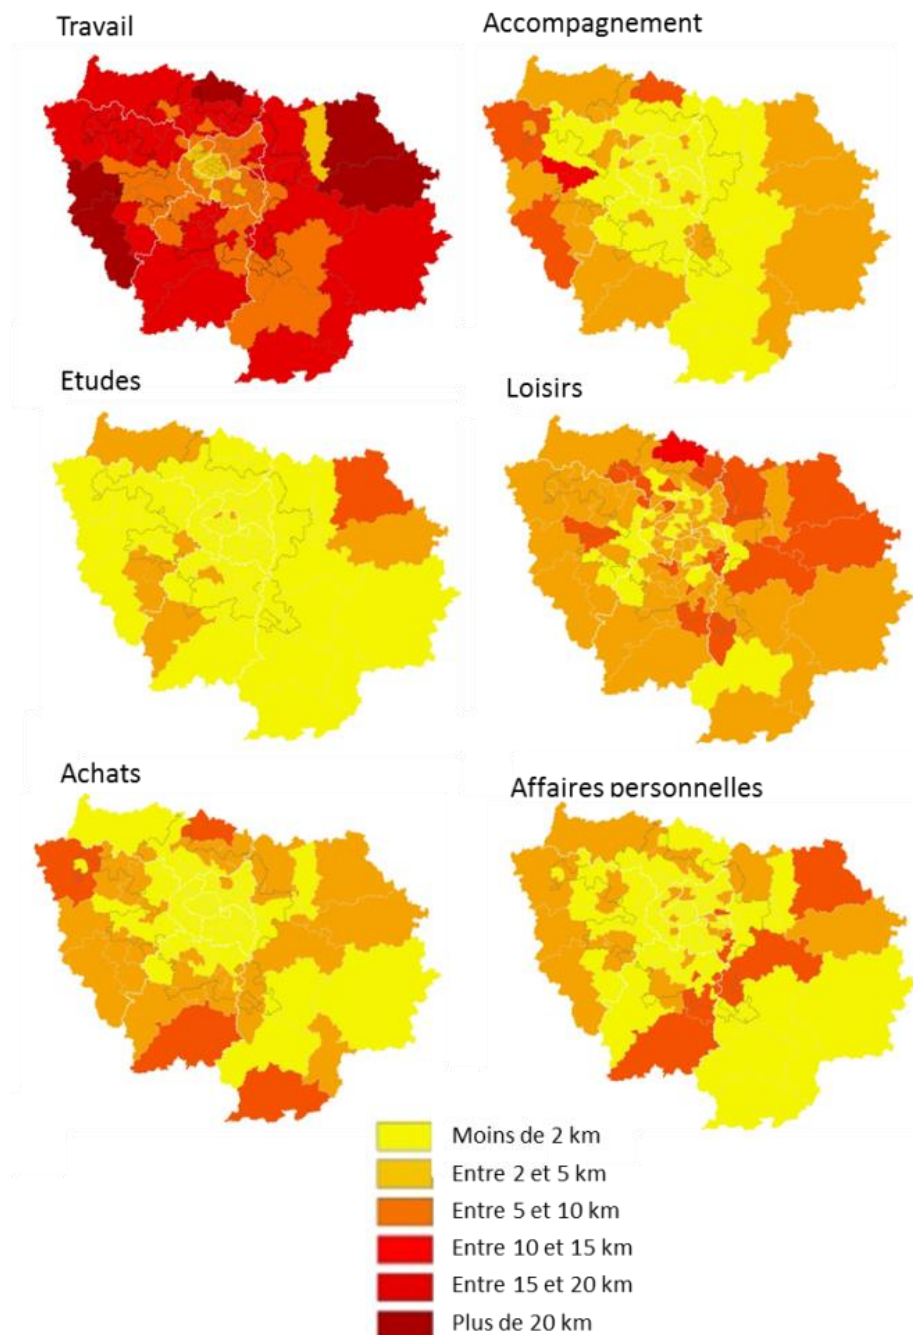 Travail
Accompagnement
Etudes
Loisirs
Achats
Affaires personnelles
Moins de 2 km
Entre 2 et 5 km
Entre 5 et 10 km
Entre 10 et 15 km
Entre 15 et 20 km
Plus de 20 km